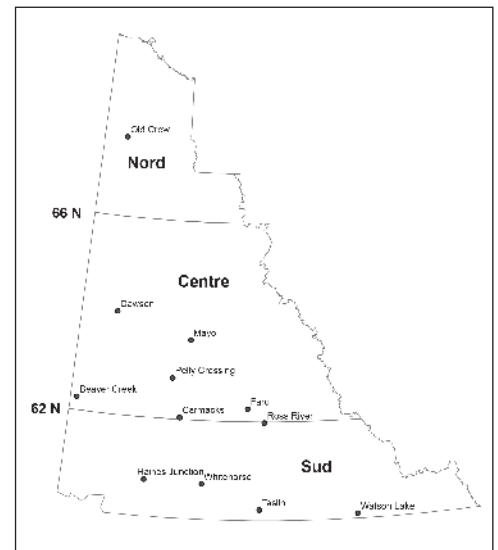 Old Crow
Nord
66 N
Centre
Dawson
Mayo
Pelly Crossing
Beaver Creek
Faro
62 N
Carmacks
Ross River
Haines Junction
Whitehorse
Sud
Teslin
Watson Lake